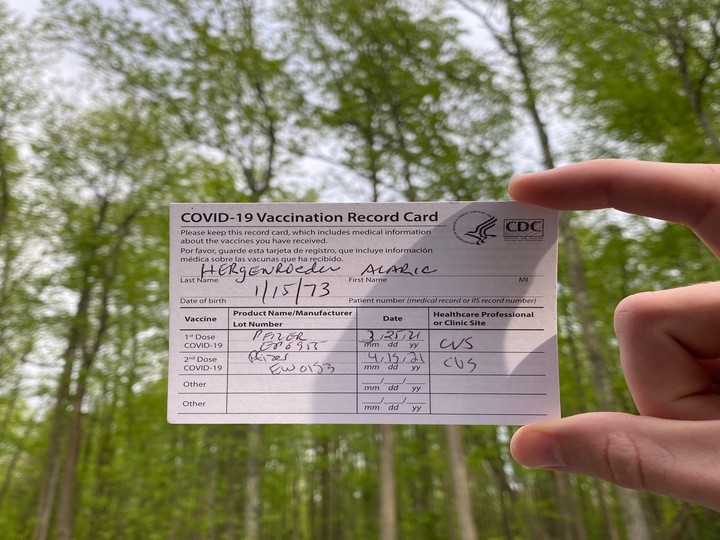 COVID-19 Vaccination Record Card
CDC
Please keep this record card, which includes medical information
about the vaccines you have received.
Por favor, guarde esta tarjeta de registro, que incluye información
médica sobre las vacunas que ha recibido.
HERGENROEDER ALARIC
Last Name First Name MI
1/15/73
Date of birth Patient number (medical record or IIS record number)
Vaccine Product Name/Manufacturer Date Healthcare Professional
Lot Number or Clinic Site
1st Dose PFIZER 3/25/21 CVS
COVID-19 mm dd yy
2nd Dose Pfizer 4/15/21 CVS
COVID-19 EW0153 mm dd yy
Other / /
mm dd yy
Other / /
mm dd yy